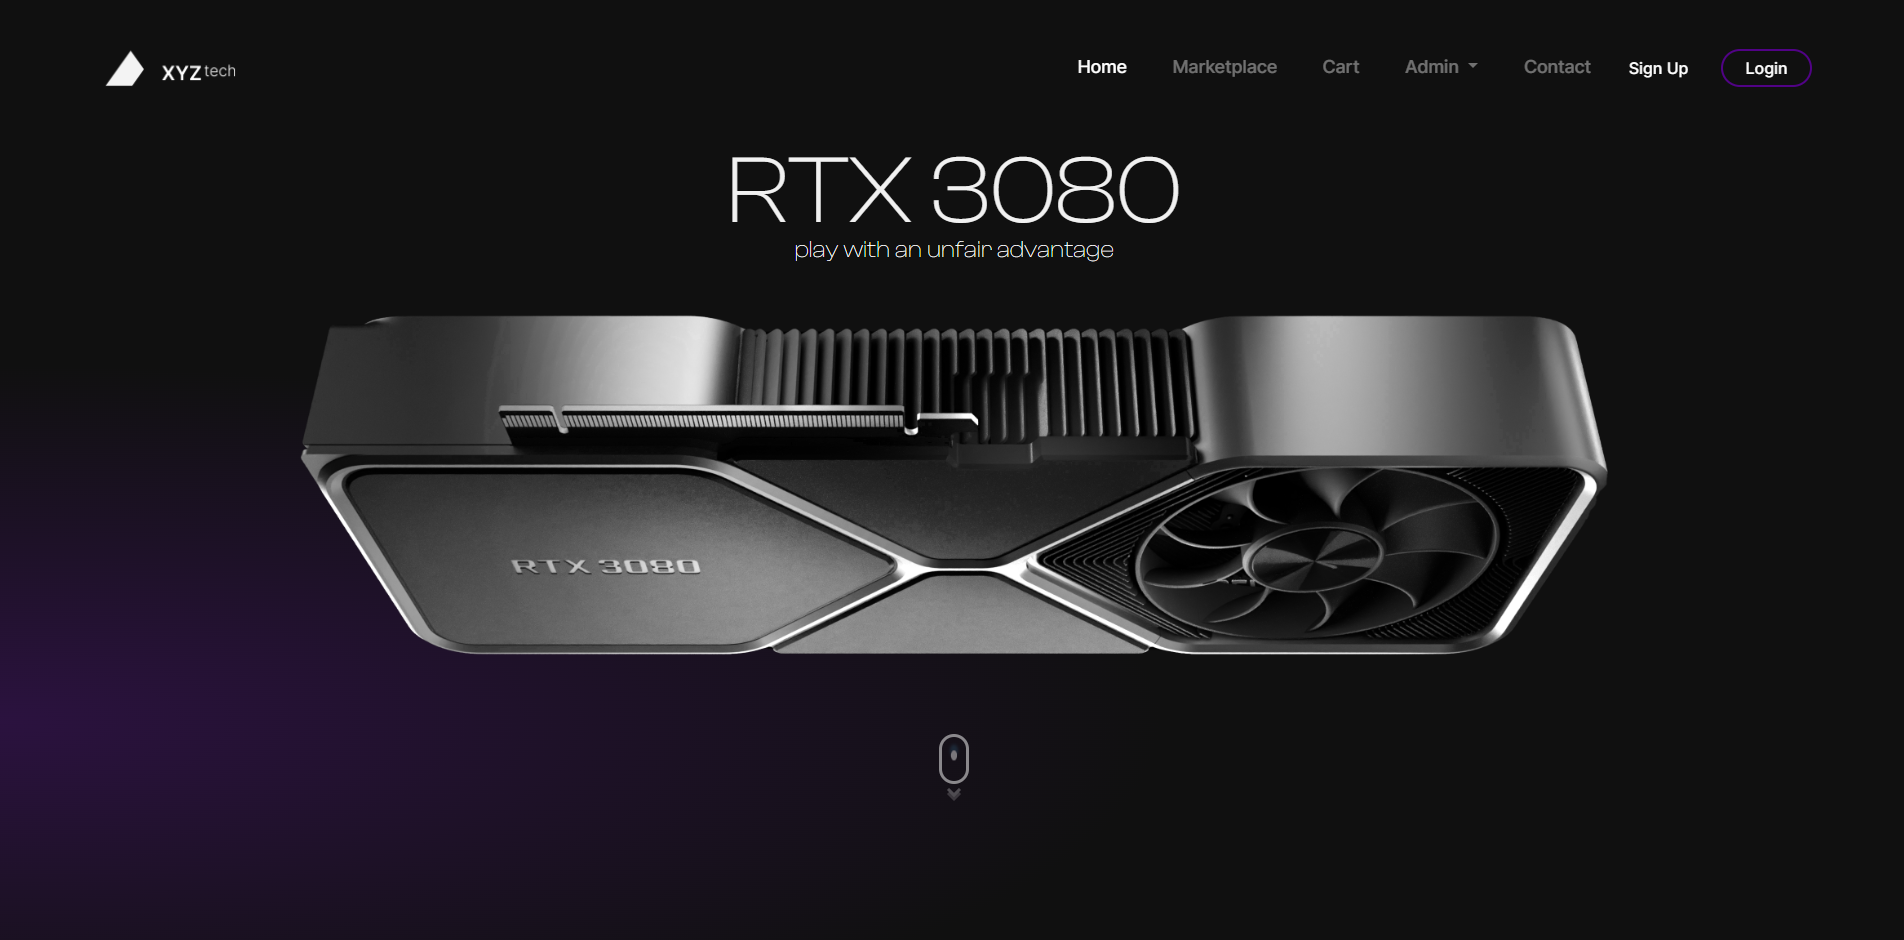 XYZ tech
Home Marketplace Cart Admin Contact Sign Up Login
RTX 3080
play with an unfair advantage
RTX 3080